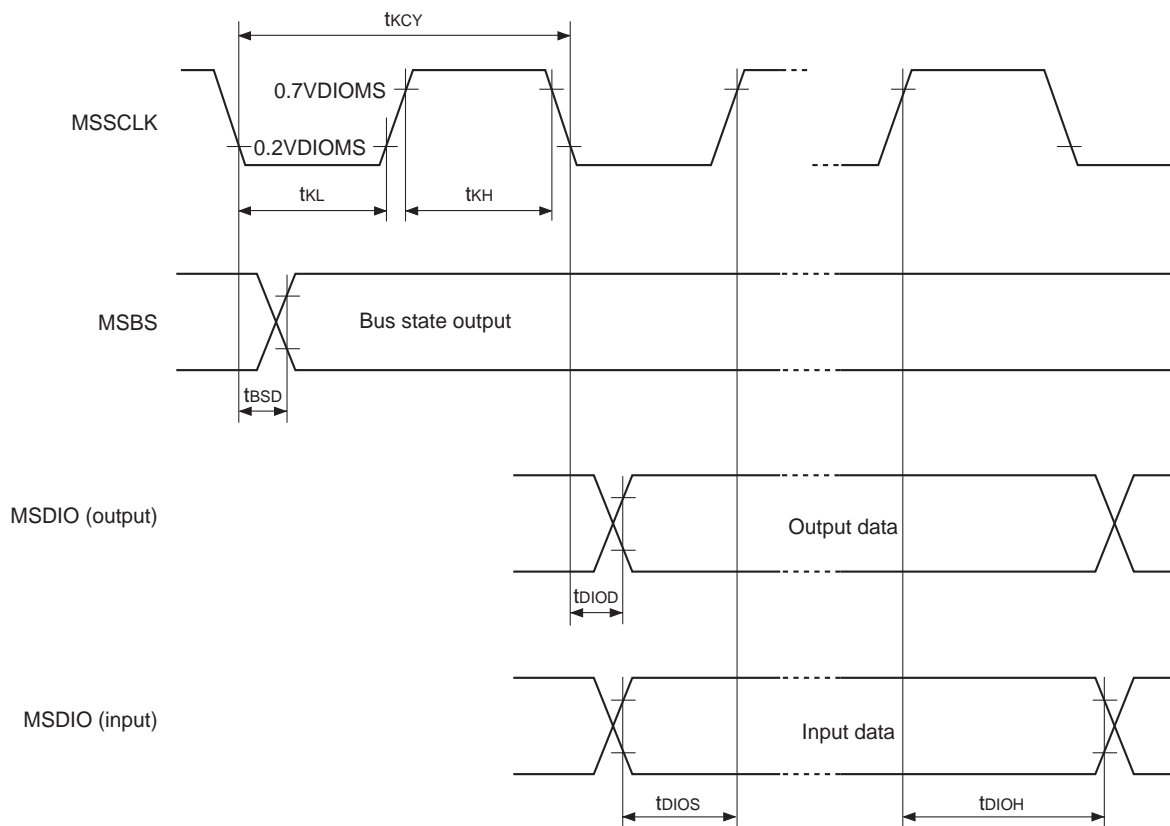 tKCY
0.7VDIOMS
MSSCLK
0.2VDIOMS
tKL
tKH
MSBS
Bus state output
tBSD
MSDIO (output)
Output data
tDIOD
MSDIO (input)
Input data
tDIOS
tDIOH